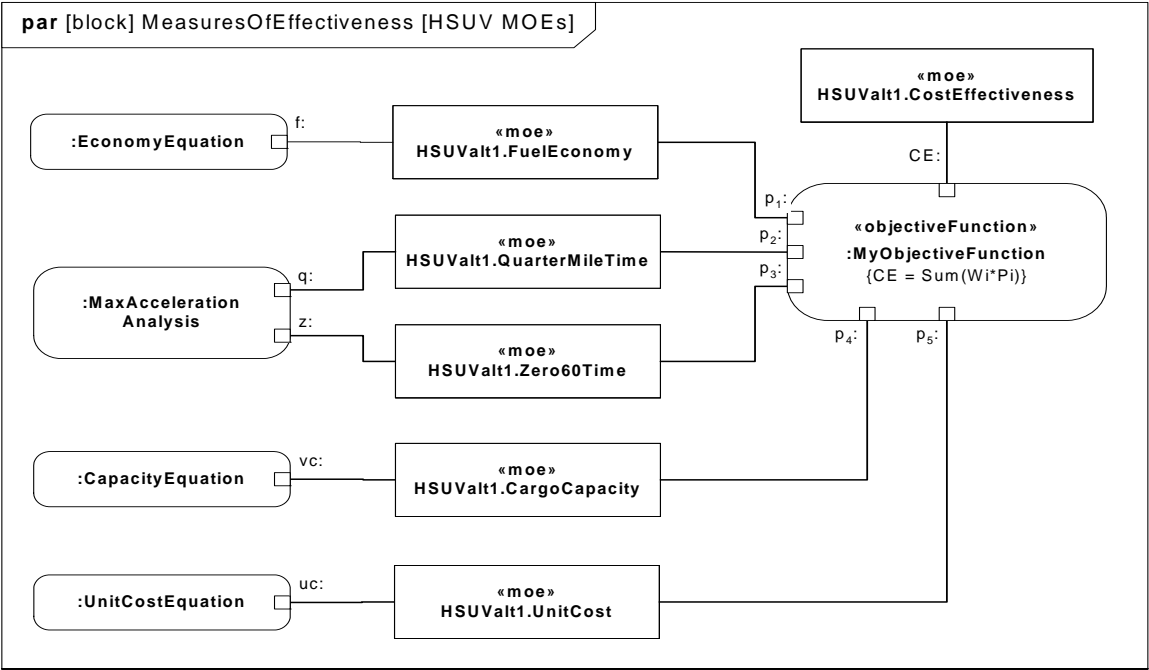 par [block] MeasuresOfEffectiveness [HSUV MOEs]
«moe»
HSUValt1.CostEffectiveness
CE:
:EconomyEquation
f:
«moe»
HSUValt1.FuelEconomy
p1:
p2:
p3:
«objectiveFunction»
:MyObjectiveFunction
{CE = Sum(Wi*Pi)}
p4:
p5:
:MaxAcceleration
Analysis
q:
z:
«moe»
HSUValt1.QuarterMileTime
«moe»
HSUValt1.Zero60Time
:CapacityEquation
vc:
«moe»
HSUValt1.CargoCapacity
:UnitCostEquation
uc:
«moe»
HSUValt1.UnitCost